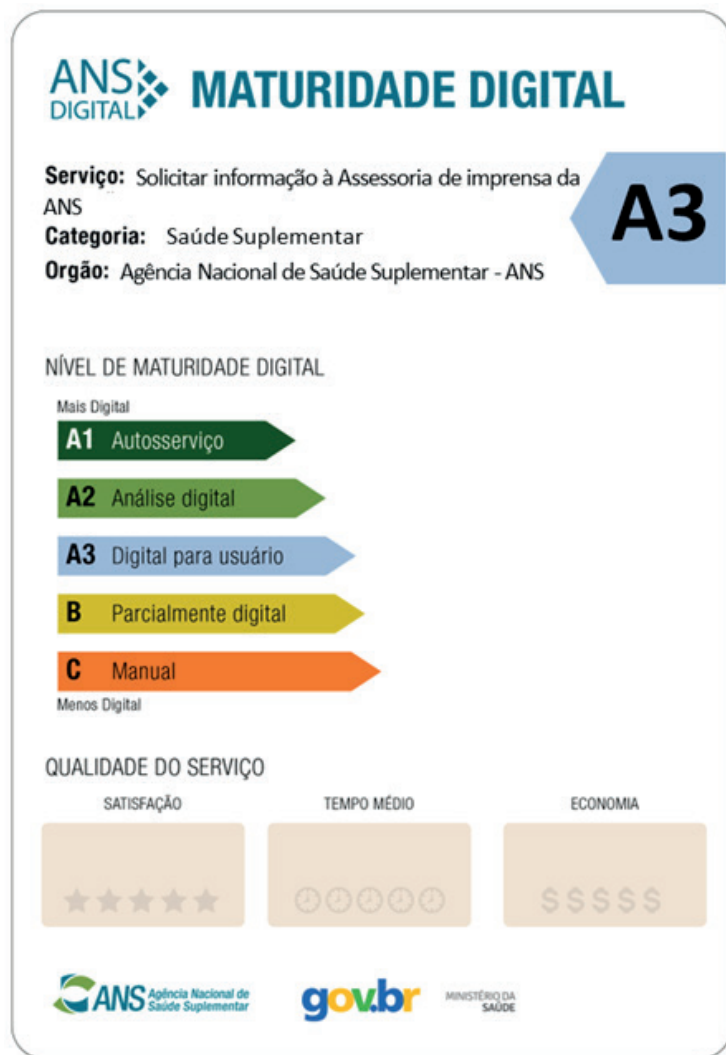 ANS
DIGITAL
MATURIDADE DIGITAL
Serviço: Solicitar informação à Assessoria de imprensa da
ANS
A3
Categoria: Saúde Suplementar
Orgão: Agência Nacional de Saúde Suplementar - ANS
NÍVEL DE MATURIDADE DIGITAL
Mais Digital
A1 Autosserviço
A2 Análise digital
A3 Digital para usuário
B Parcialmente digital
C Manual
Menos Digital
QUALIDADE DO SERVIÇO
SATISFAÇÃO
TEMPO MÉDIO
ECONOMIA
$$$$$
ANS Agência Nacional de
Saúde Suplementar
gov.br
MINISTÉRIO DA
SAÚDE